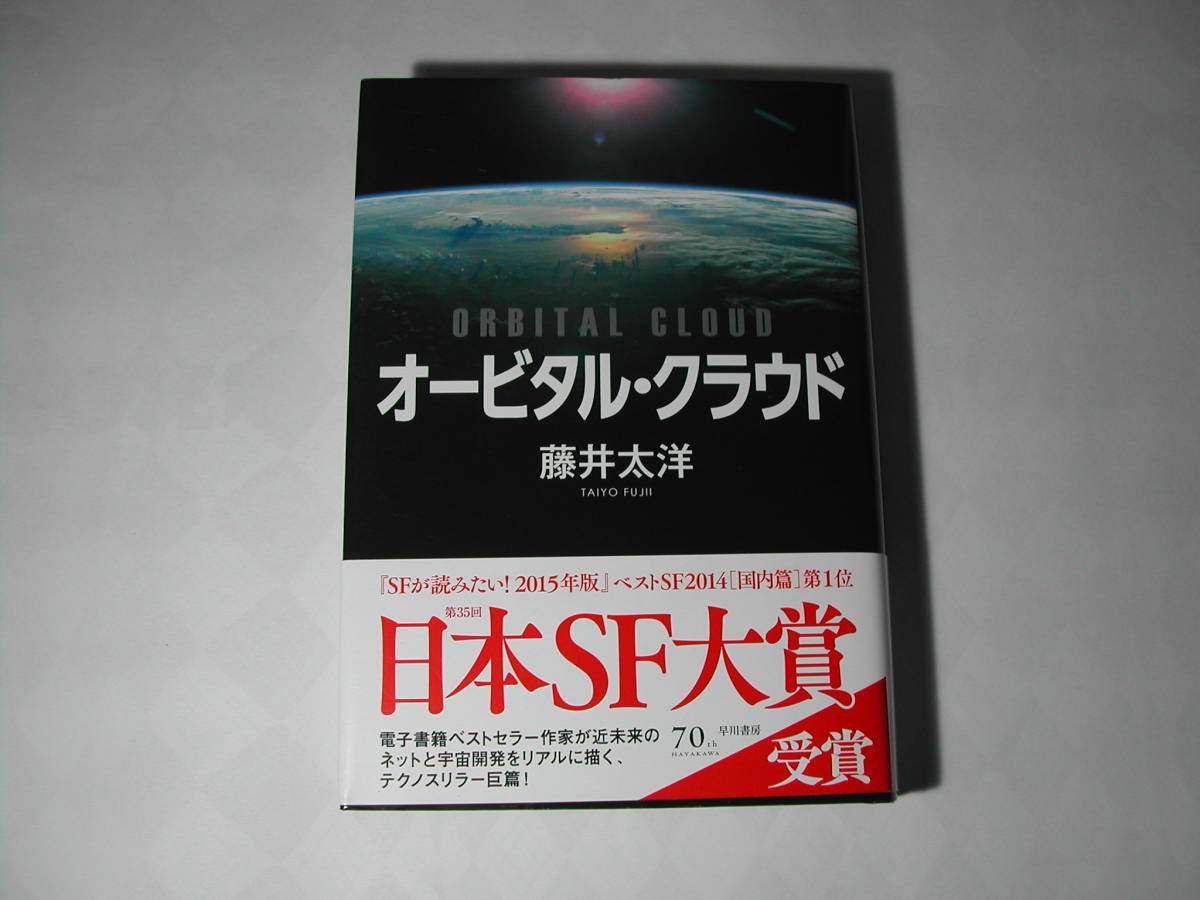 ORBITAL CLOUD
オービタル・クラウド
藤井太洋
TAIYO FUJII
『SFが読みたい! 2015年版』ベストSF2014[国内篇]第1位
第35回
日本SF大賞
受賞
電子書籍ベストセラー作家が近未来の
ネットと宇宙開発をリアルに描く、
テクノスリラー巨篇!
70th
HAYAKAWA
早川書房